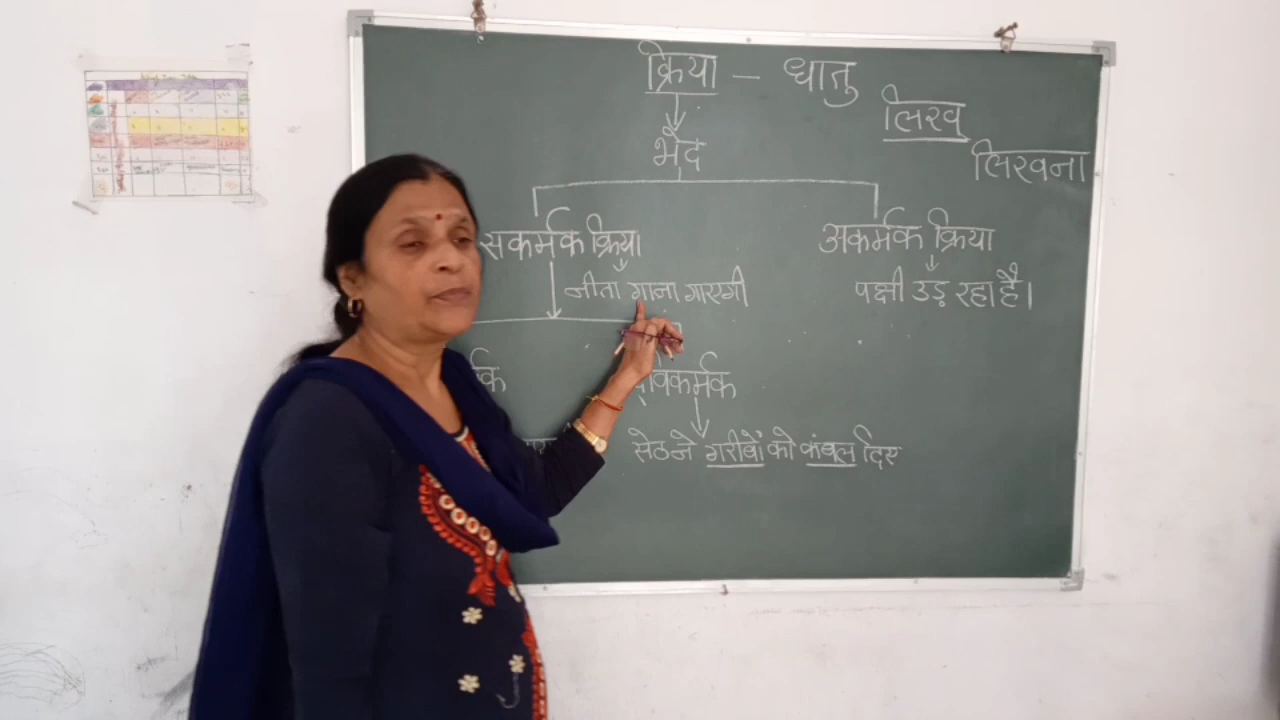 क्रिया – धातु
लिख्
लिखना
भेद
सकर्मक क्रिया
अकर्मक क्रिया
नीता गाना गाएगी
पक्षी उड़ रहा है।
द्विकर्मक
सेठ ने गरीबों को कंबल दिए